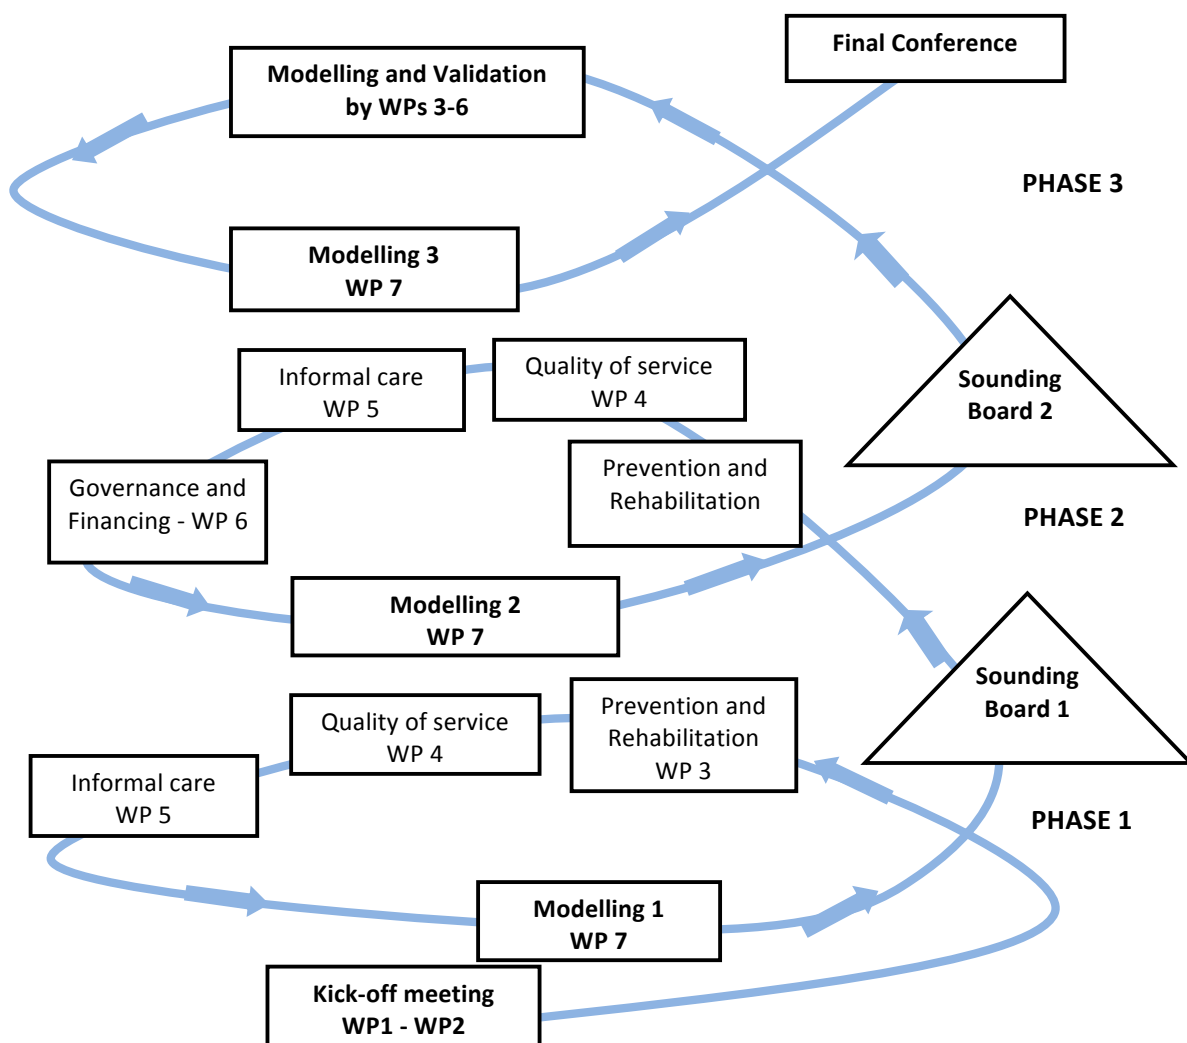 Final Conference
Modelling and Validation
by WPs 3-6
PHASE 3
Modelling 3
WP 7
Informal care
WP 5
Quality of service
WP 4
Sounding
Board 2
Prevention and
Rehabilitation
Governance and
Financing - WP 6
PHASE 2
Modelling 2
WP 7
Sounding
Board 1
Quality of service
WP 4
Prevention and
Rehabilitation
WP 3
Informal care
WP 5
PHASE 1
Modelling 1
WP 7
Kick-off meeting
WP1 - WP2